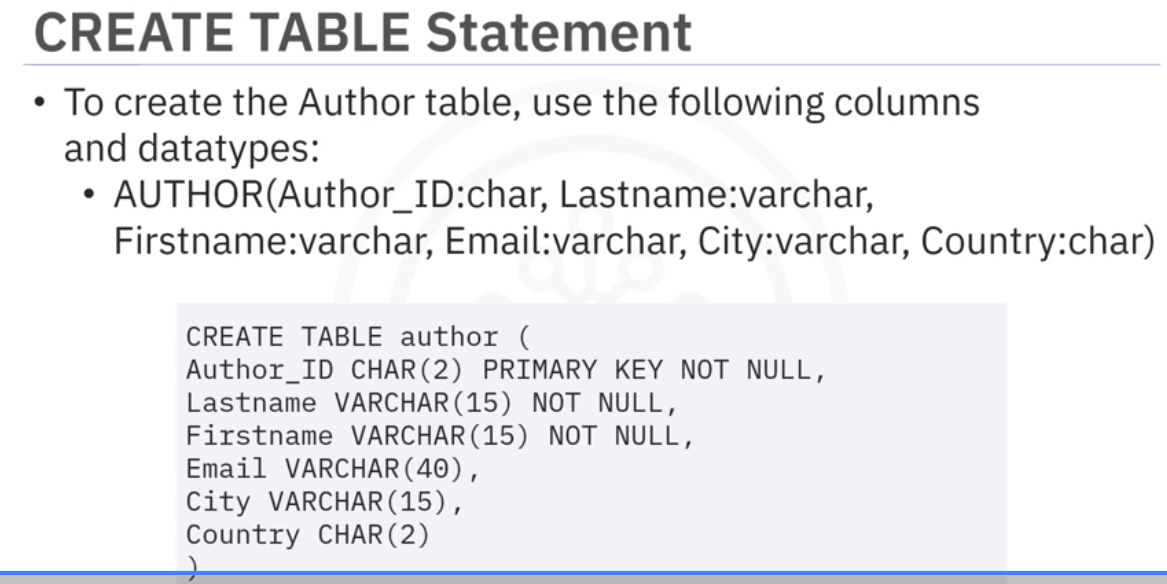 CREATE TABLE Statement
• To create the Author table, use the following columns
and datatypes:
• AUTHOR(Author_ID:char, Lastname:varchar,
Firstname:varchar, Email:varchar, City:varchar, Country:char)
CREATE TABLE author (
Author_ID CHAR(2) PRIMARY KEY NOT NULL,
Lastname VARCHAR(15) NOT NULL,
Firstname VARCHAR(15) NOT NULL,
Email VARCHAR(40),
City VARCHAR(15),
Country CHAR(2)
)